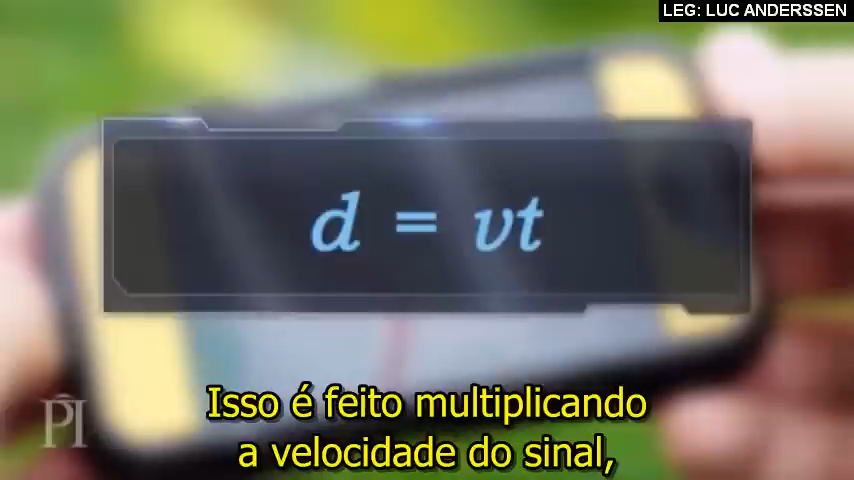 LEG: LUC ANDERSSEN
d = vt
Isso é feito multiplicando
a velocidade do sinal,